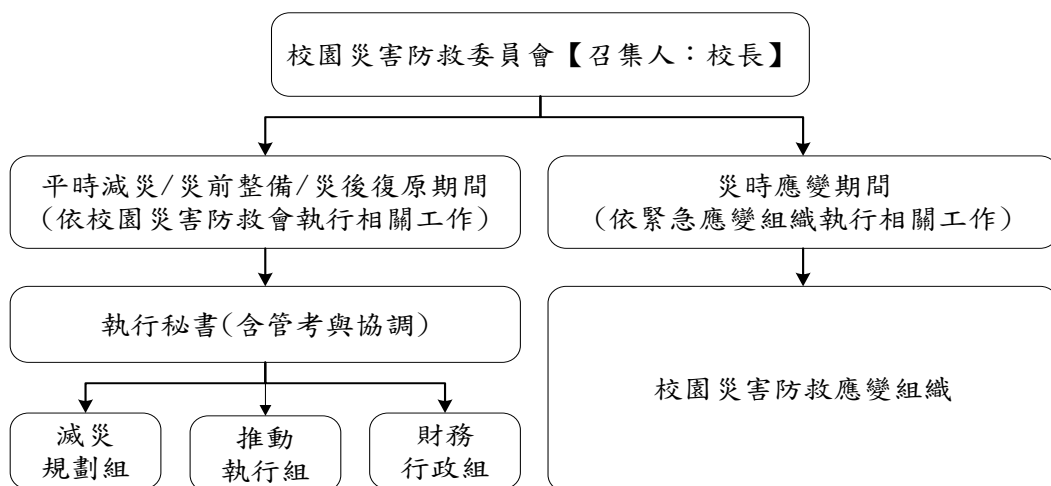 校園災害防救委員會【召集人：校長】
平時減災/災前整備/災後復原期間
(依校園災害防救會執行相關工作)
災時應變期間
(依緊急應變組織執行相關工作)
執行秘書(含管考與協調)
校園災害防救應變組織
減災
規劃組
推動
執行組
財務
行政組